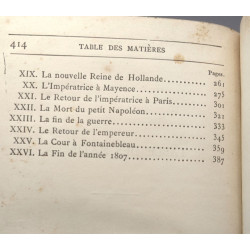 414 TABLE DES MATIÈRES
Pages.
XIX. La nouvelle Reine de Hollande 261
XX. L'Impératrice à Mayence 275
XXI. Le Retour de l'impératrice à Paris 301
XXII. La Mort du petit Napoléon 321
XXIII. La fin de la guerre 335
XXIV. Le Retour de l'empereur 345
XXV. La Cour à Fontainebleau 359
XXVI. La Fin de l'année 1807 387